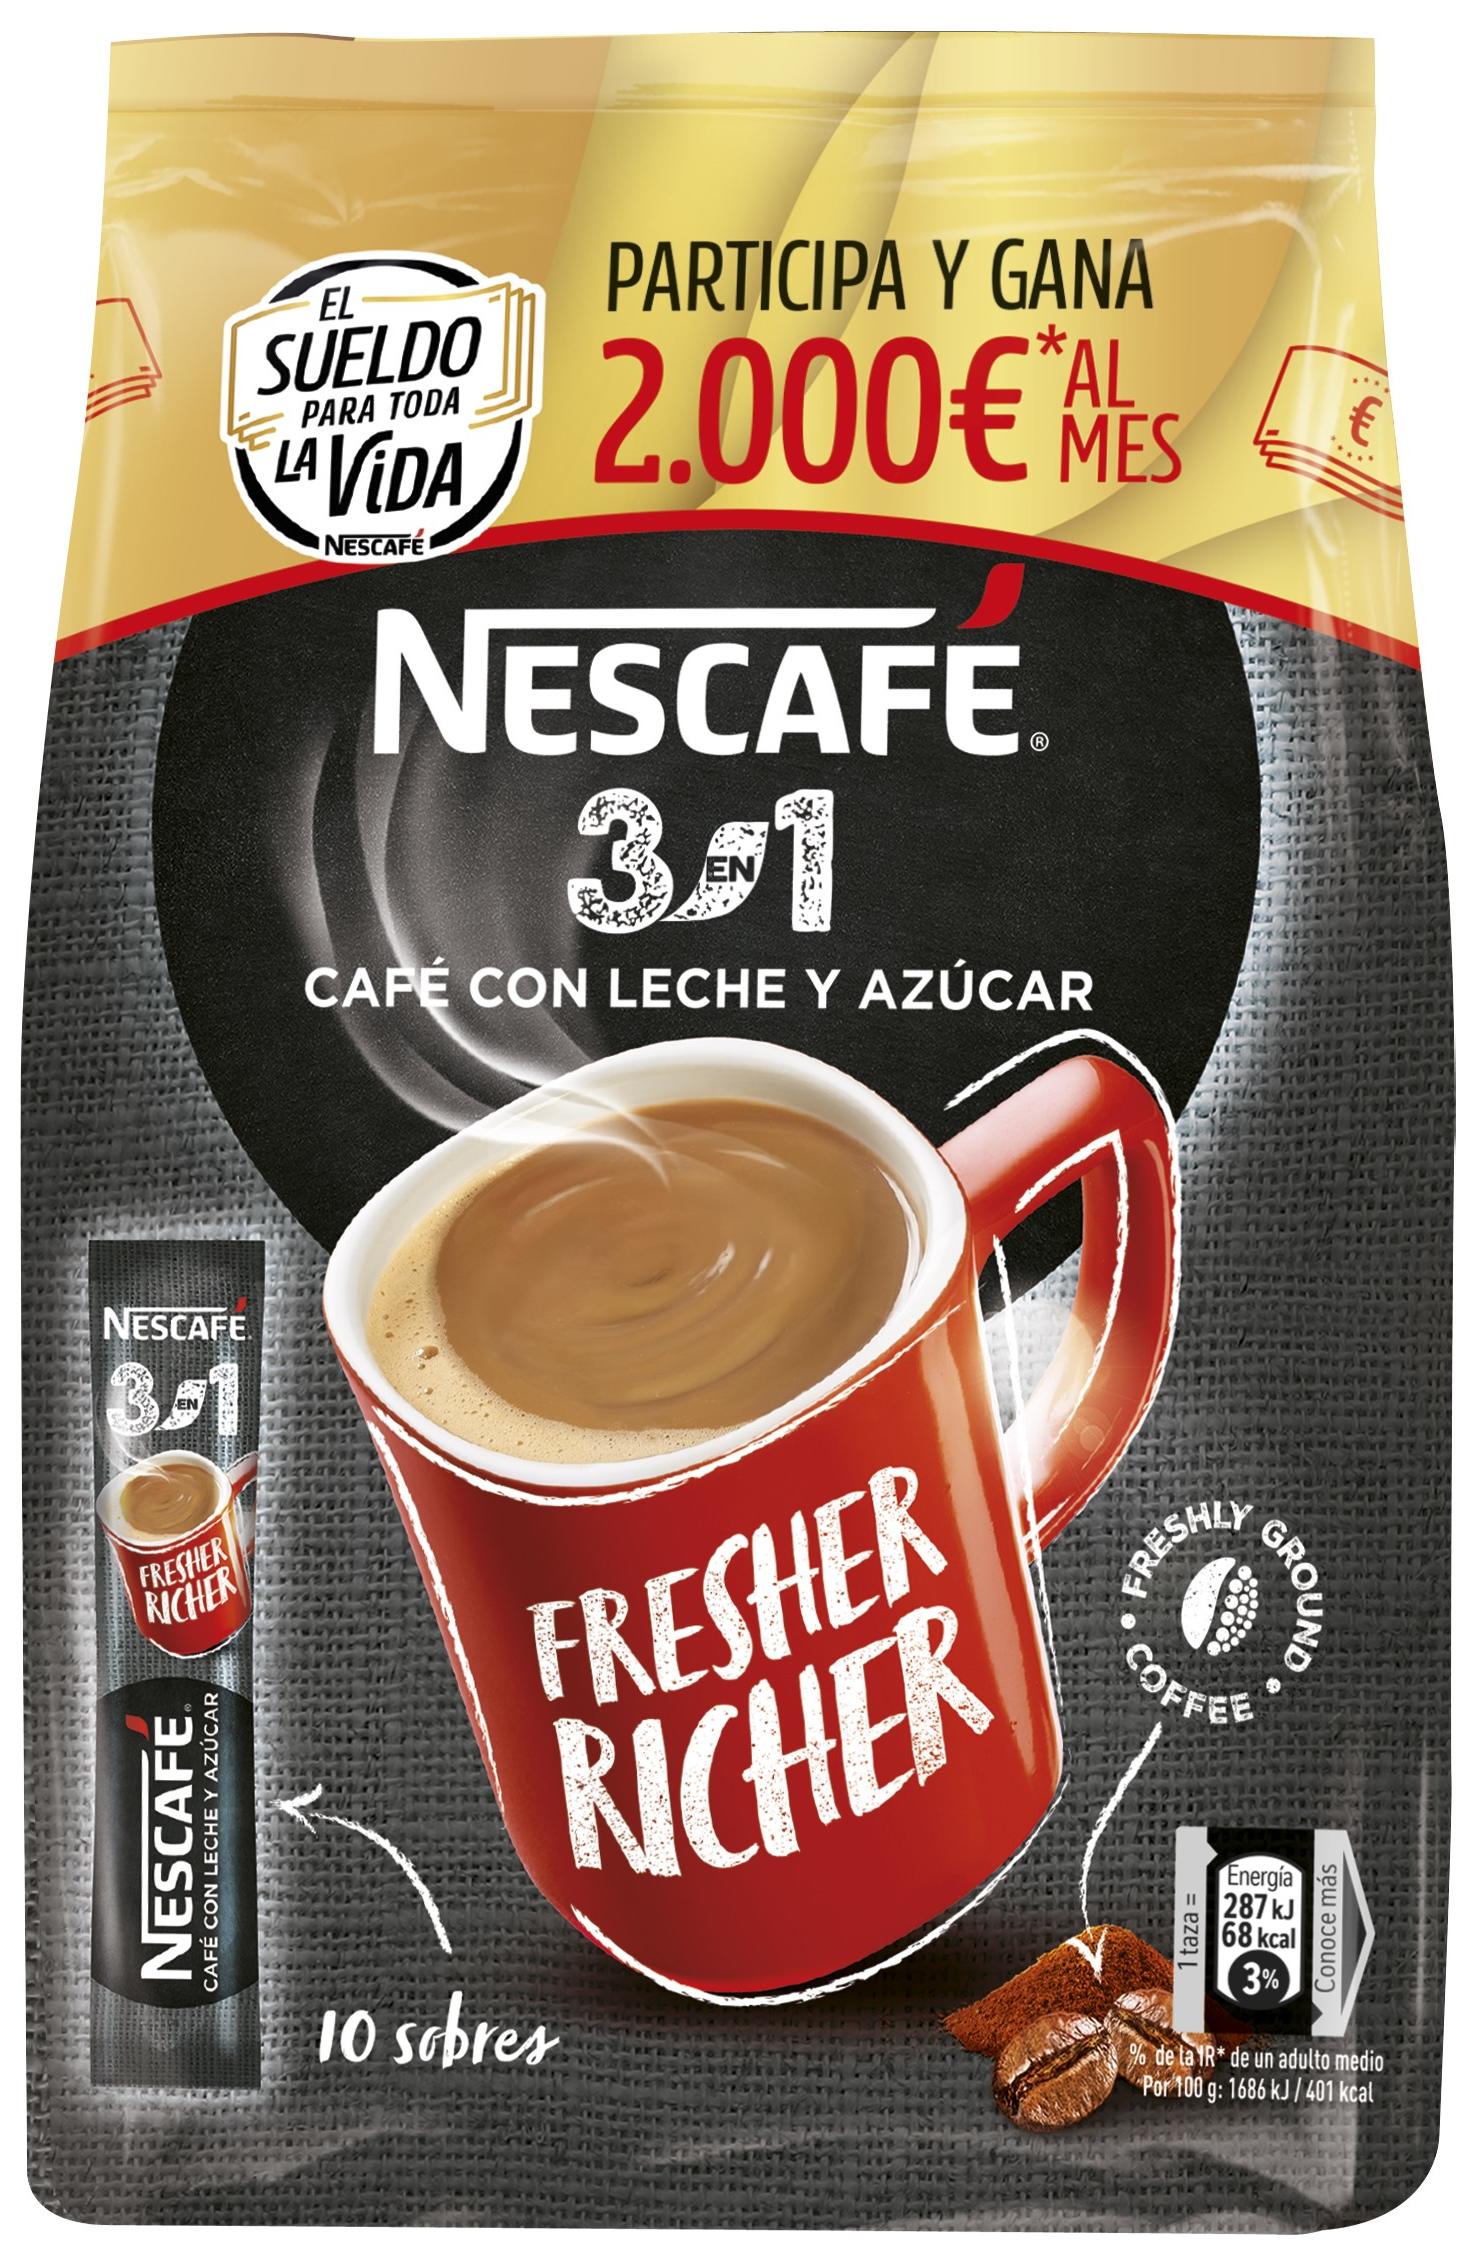 EL
SUELDO
PARA TODA
LA ViDA
NESCAFÉ
PARTICIPA Y GANA
2.000€* AL
MES
€
NESCAFÉ®
3 EN 1
CAFÉ CON LECHE Y AZÚCAR
NESCAFÉ
3 EN 1
FRESHER
RICHER
NESCAFÉ®
CAFÉ CON LECHE Y AZÚCAR
10 sobres
FRESHER
RICHER
• FRESHLY GROUND •
COFFEE
1 taza =
Energía
287 kJ
68 kcal
3%
Conoce más
% de la IR* de un adulto medio
Por 100 g: 1686 kJ / 401 kcal